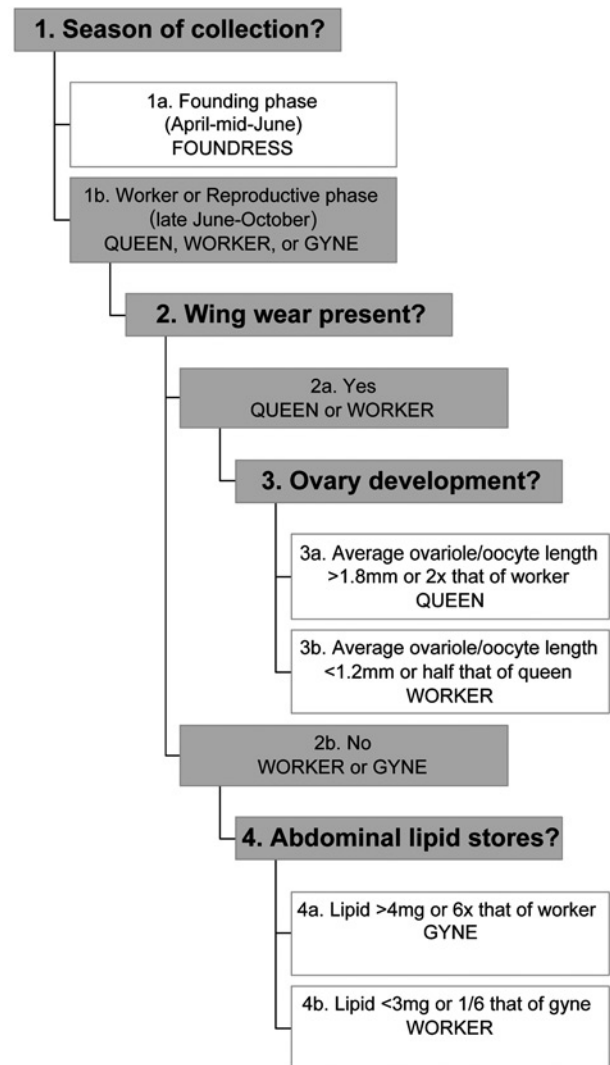 1. Season of collection?
1a. Founding phase
(April-mid-June)
FOUNDRESS
1b. Worker or Reproductive phase
(late June-October)
QUEEN, WORKER, or GYNE
2. Wing wear present?
2a. Yes
QUEEN or WORKER
3. Ovary development?
3a. Average ovariole/oocyte length
>1.8mm or 2x that of worker
QUEEN
3b. Average ovariole/oocyte length
<1.2mm or half that of queen
WORKER
2b. No
WORKER or GYNE
4. Abdominal lipid stores?
4a. Lipid >4mg or 6x that of worker
GYNE
4b. Lipid <3mg or 1/6 that of gyne
WORKER